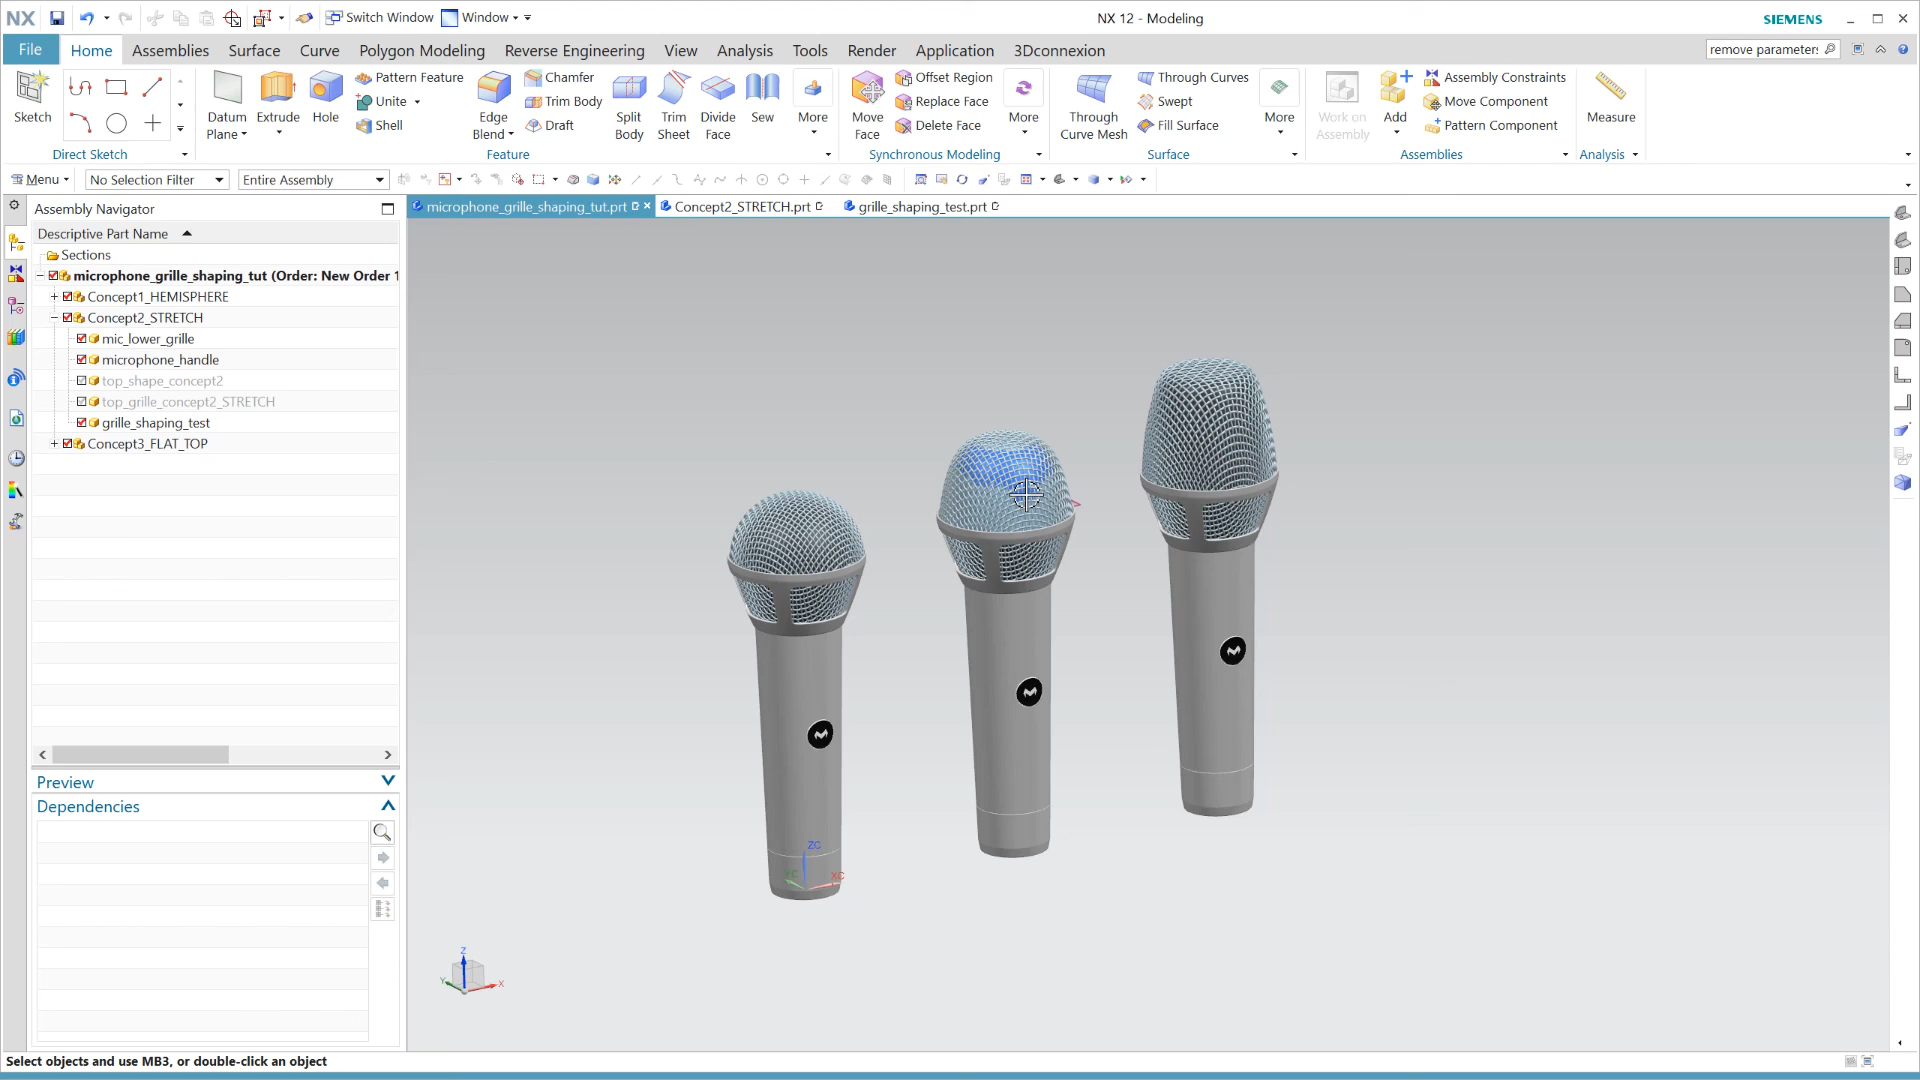 NX
Switch Window
Window
NX 12 - Modeling
SIEMENS
File
Home
Assemblies
Surface
Curve
Polygon Modeling
Reverse Engineering
View
Analysis
Tools
Render
Application
3Dconnexion
remove parameters
Sketch
Direct Sketch
Datum Plane
Extrude
Hole
Pattern Feature
Unite
Shell
Edge Blend
Chamfer
Trim Body
Draft
Split Body
Trim Sheet
Divide Face
Sew
More
Feature
Move Face
Offset Region
Replace Face
Delete Face
More
Synchronous Modeling
Through Curve Mesh
Through Curves
Swept
Fill Surface
More
Surface
Work on Assembly
Add
Assembly Constraints
Move Component
Pattern Component
Assemblies
Measure
Analysis
Menu
No Selection Filter
Entire Assembly
Assembly Navigator
microphone_grille_shaping_tut.prt
Concept2_STRETCH.prt
grille_shaping_test.prt
Descriptive Part Name
Sections
microphone_grille_shaping_tut (Order: New Order 1
Concept1_HEMISPHERE
Concept2_STRETCH
mic_lower_grille
microphone_handle
top_shape_concept2
top_grille_concept2_STRETCH
grille_shaping_test
Concept3_FLAT_TOP
Preview
Dependencies
ZC
YC
XC
Z
Y
X
Select objects and use MB3, or double-click an object